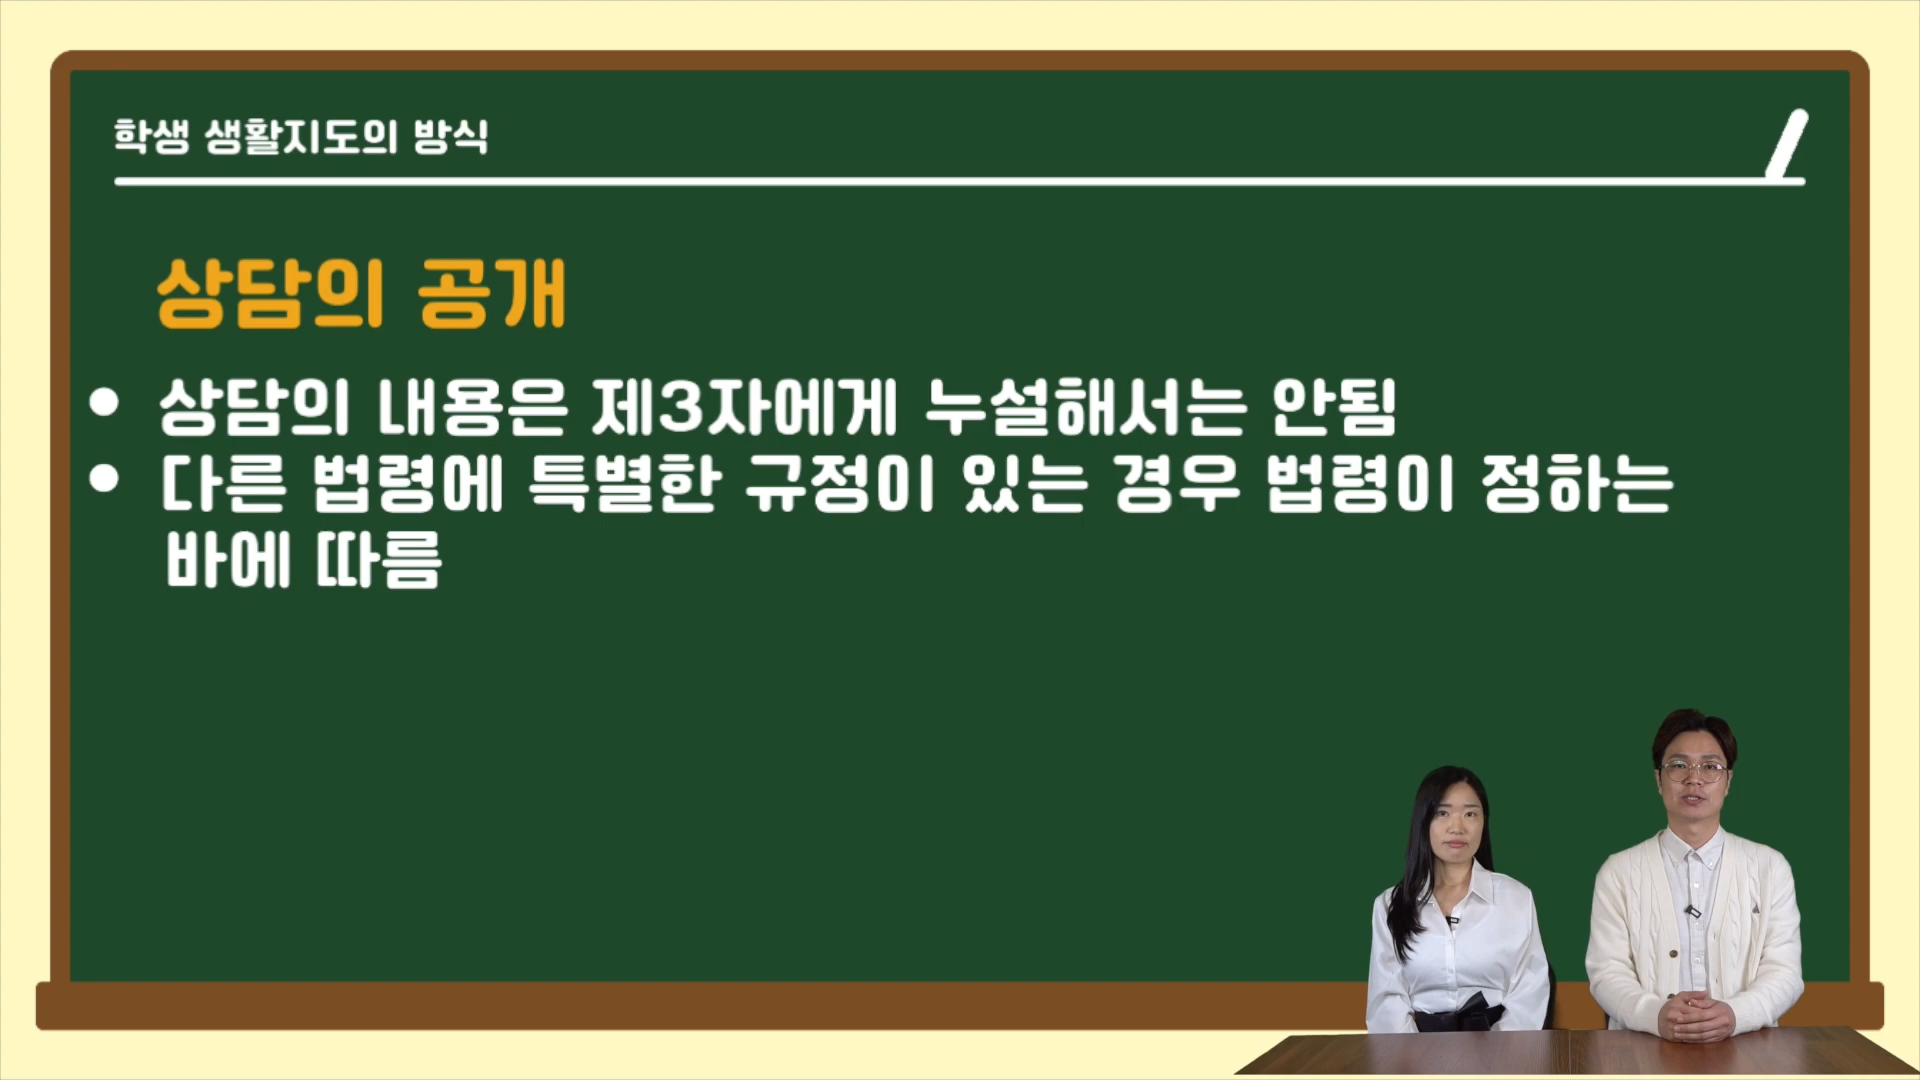 학생 생활지도의 방식
상담의 공개
• 상담의 내용은 제3자에게 누설해서는 안됨
• 다른 법령에 특별한 규정이 있는 경우 법령이 정하는
바에 따름